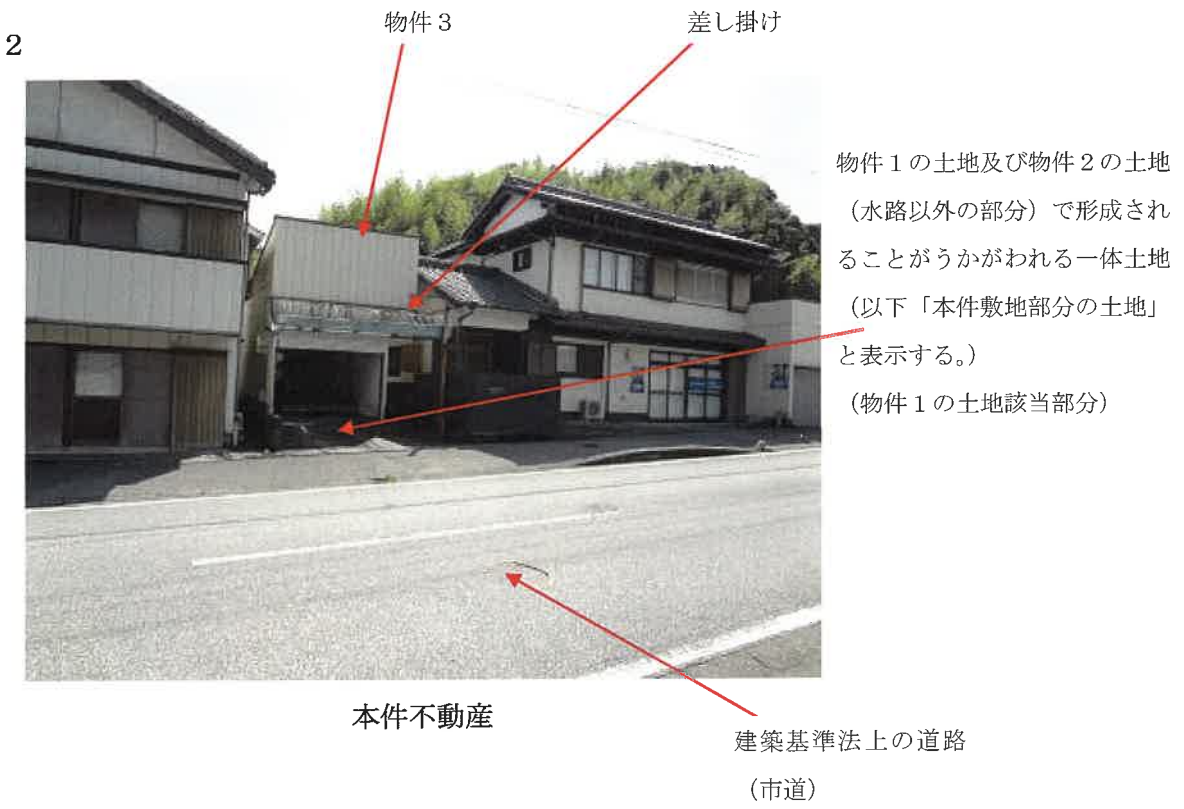 物件3
差し掛け
2
物件1の土地及び物件2の土地
(水路以外の部分)で形成され
ることがうかがわれる一体土地
(以下「本件敷地部分の土地」
と表示する。)
(物件1の土地該当部分)
本件不動産
建築基準法上の道路
(市道)